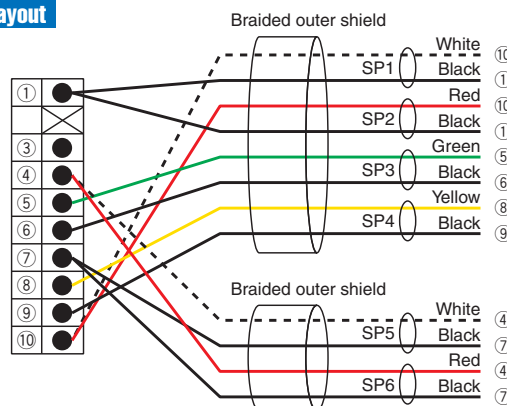 ayout
Braided outer shield
White ⑩
SP1 Black ①
Red ⑩
SP2 Black ①
Green ⑤
SP3 Black ⑥
Yellow ⑧
SP4 Black ⑨
①
③
④
⑤
⑥
⑦
⑧
⑨
⑩
Braided outer shield
White ④
SP5 Black ⑦
Red ④
SP6 Black ⑦